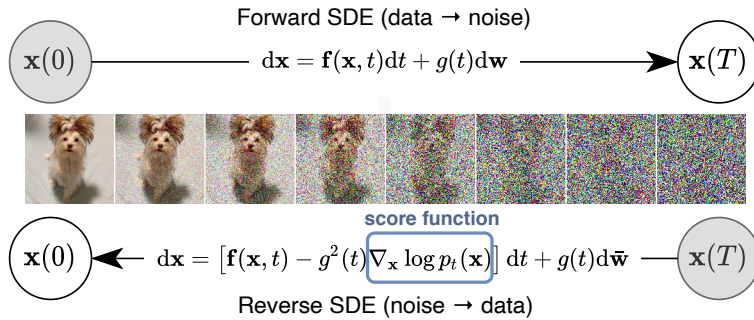 Forward SDE (data → noise)
x(0) dx = f(x, t)dt + g(t)dw x(T)
score function
x(0) dx = [f(x, t) − g²(t)∇ₓ log pₜ(x)] dt + g(t)dw̄ x(T)
Reverse SDE (noise → data)